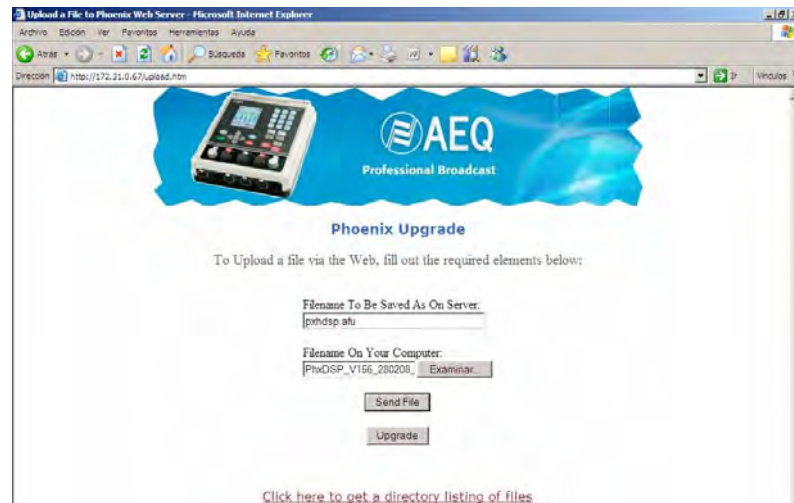 Upload a File to Phoenix Web Server - Microsoft Internet Explorer
Archivo Edición Ver Favoritos Herramientas Ayuda
Atrás Búsqueda Favoritos
Dirección http://172.31.0.67/upload.htm Ir Vínculos
AEQ
Professional Broadcast
Phoenix Upgrade
To Upload a file via the Web, fill out the required elements below:
Filename To Be Saved As On Server:
pxhdsp.afu
Filename On Your Computer:
PhxDSP_V156_280208_ Examinar...
Send File
Upgrade
Click here to get a directory listing of files